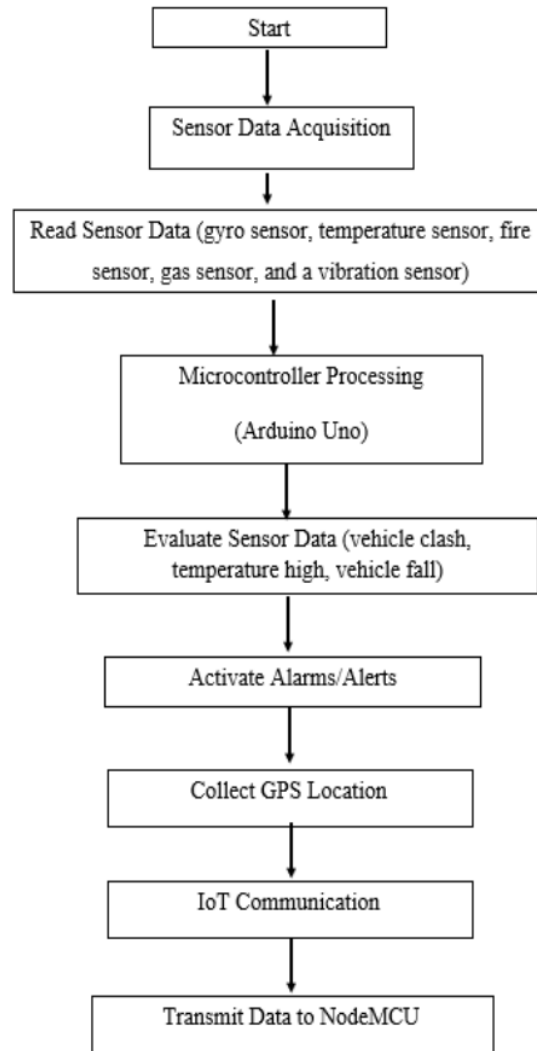 Start
Sensor Data Acquisition
Read Sensor Data (gyro sensor, temperature sensor, fire
sensor, gas sensor, and a vibration sensor)
Microcontroller Processing
(Arduino Uno)
Evaluate Sensor Data (vehicle clash,
temperature high, vehicle fall)
Activate Alarms/Alerts
Collect GPS Location
IoT Communication
Transmit Data to NodeMCU